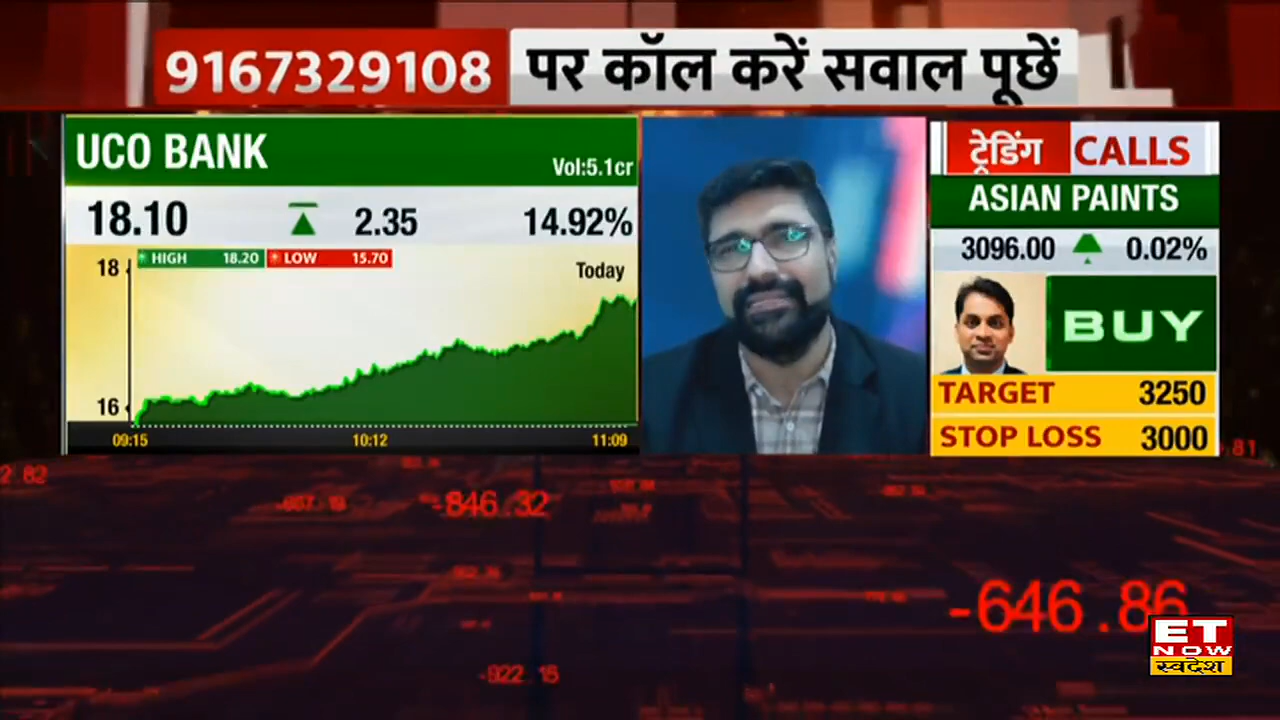 9167329108 पर कॉल करें सवाल पूछें
UCO BANK
Vol:5.1cr
18.10 2.35 14.92%
HIGH 18.20 LOW 15.70
Today
18
16
09:15 10:12 11:09
ट्रेडिंग CALLS
ASIAN PAINTS
3096.00 0.02%
BUY
TARGET 3250
STOP LOSS 3000
-846.32
-646.86
-922.15
ET
NOW
स्वदेश